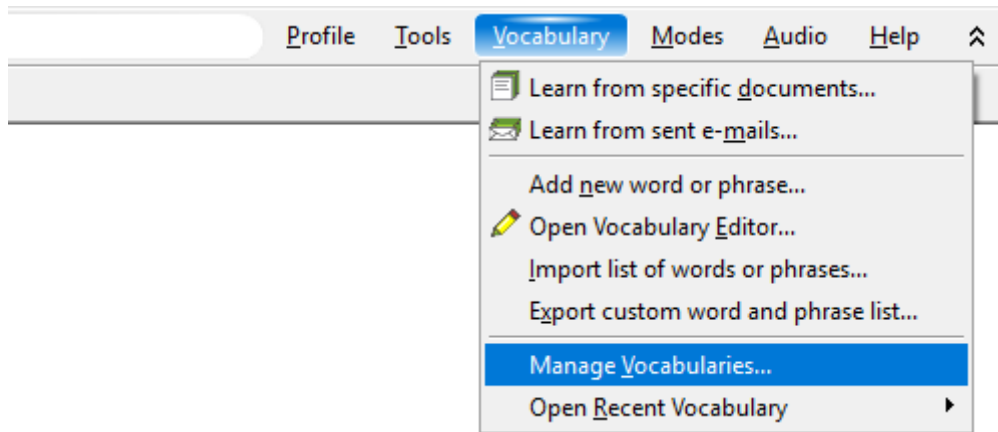 Profile Tools Vocabulary Modes Audio Help
Learn from specific documents...
Learn from sent e-mails...
Add new word or phrase...
Open Vocabulary Editor...
Import list of words or phrases...
Export custom word and phrase list...
Manage Vocabularies...
Open Recent Vocabulary